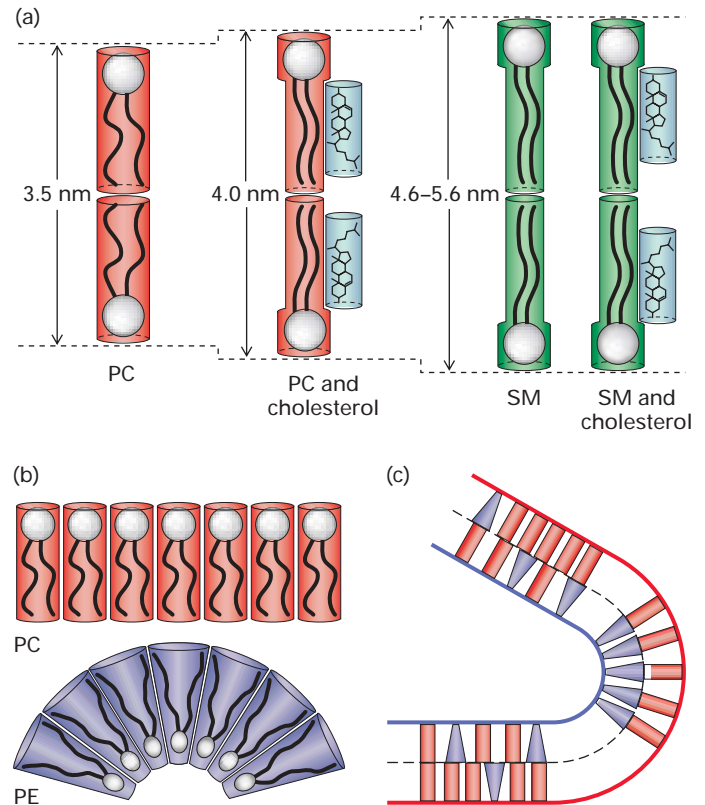 (a)
3.5 nm
4.0 nm
4.6–5.6 nm
PC
PC and
cholesterol
SM
SM and
cholesterol
(b)
PC
PE
(c)